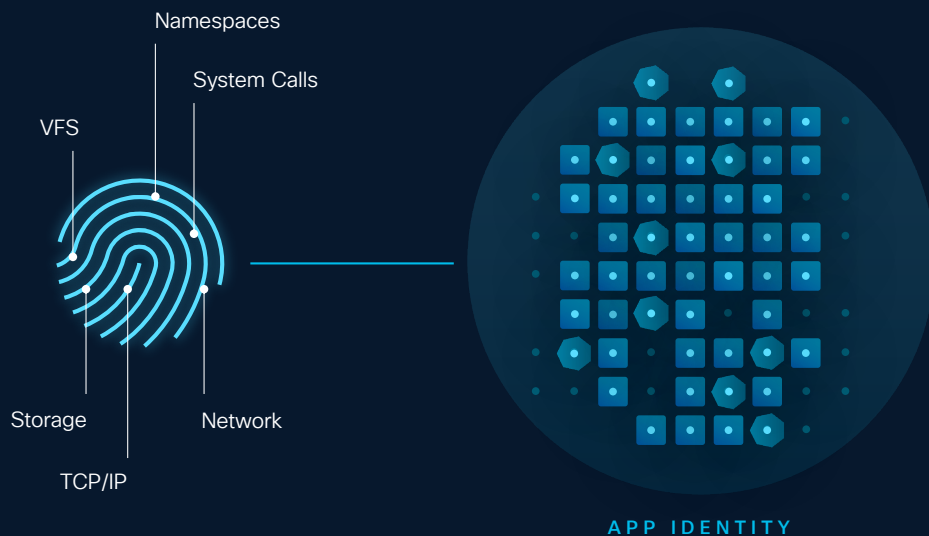 Namespaces
System Calls
VFS
Storage
Network
TCP/IP
APP IDENTITY